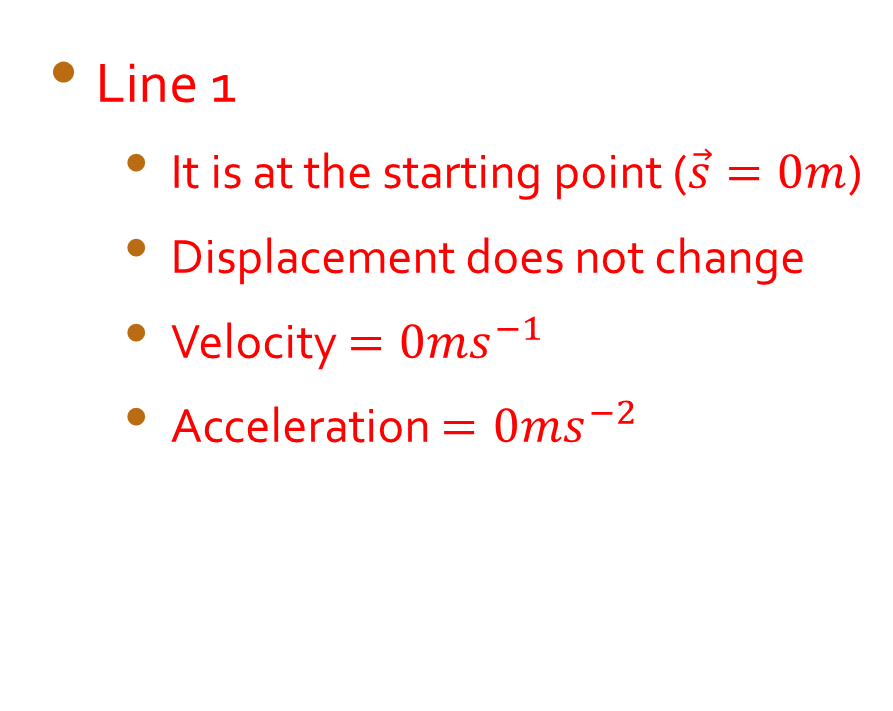 • Line 1
• It is at the starting point (s⃗ = 0m)
• Displacement does not change
• Velocity = 0ms⁻¹
• Acceleration = 0ms⁻²